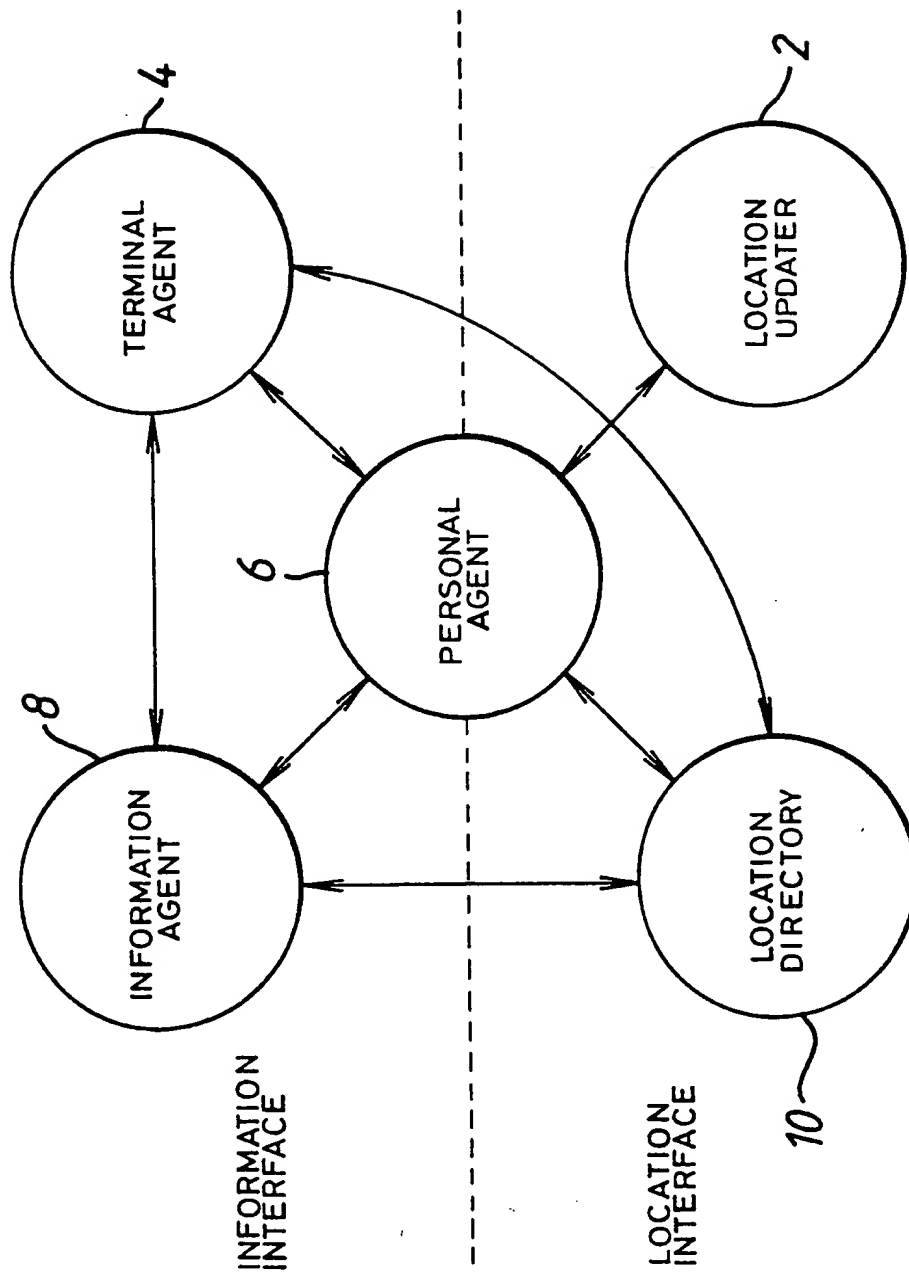 INFORMATION
INTERFACE
INFORMATION
AGENT
8
TERMINAL
AGENT
4
6
PERSONAL
AGENT
LOCATION
INTERFACE
LOCATION
DIRECTORY
10
LOCATION
UPDATER
2